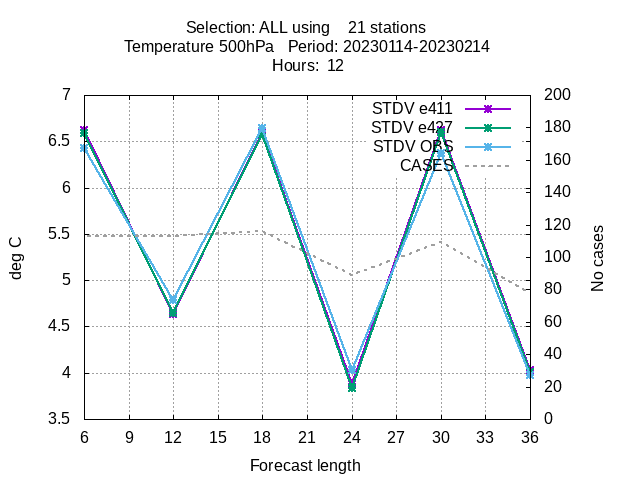 Selection: ALL using 21 stations
Temperature 500hPa Period: 20230114-20230214
Hours: 12
7
6.5
6
5.5
5
4.5
4
3.5
deg C
200
180
160
140
120
100
80
60
40
20
0
No cases
STDV e411
STDV e427
STDV OBS
CASES
6 9 12 15 18 21 24 27 30 33 36
Forecast length